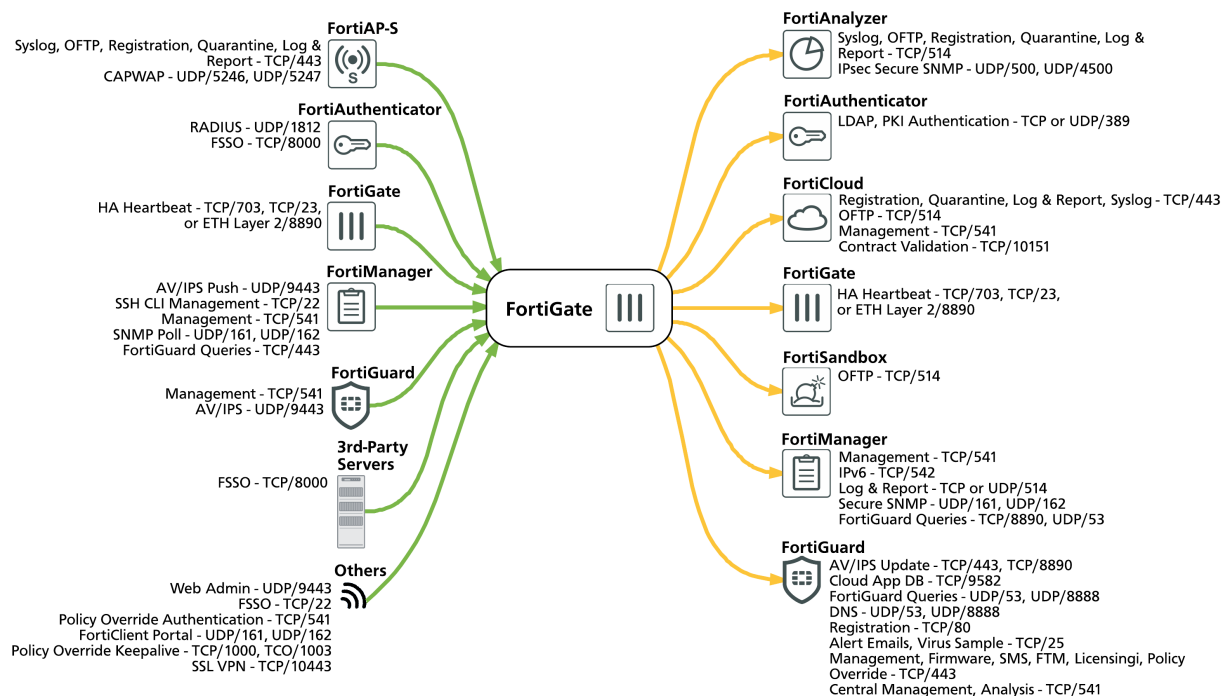 FortiAP-S
Syslog, OFTP, Registration, Quarantine, Log &
Report - TCP/443
CAPWAP - UDP/5246, UDP/5247
S
FortiAuthenticator
RADIUS - UDP/1812
FSSO - TCP/8000
FortiGate
HA Heartbeat - TCP/703, TCP/23,
or ETH Layer 2/8890
FortiManager
AV/IPS Push - UDP/9443
SSH CLI Management - TCP/22
Management - TCP/541
SNMP Poll - UDP/161, UDP/162
FortiGuard Queries - TCP/443
FortiGuard
Management - TCP/541
AV/IPS - UDP/9443
3rd-Party
Servers
FSSO - TCP/8000
Others
Web Admin - UDP/9443
FSSO - TCP/22
Policy Override Authentication - TCP/541
FortiClient Portal - UDP/161, UDP/162
Policy Override Keepalive - TCP/1000, TCO/1003
SSL VPN - TCP/10443
FortiGate
FortiAnalyzer
Syslog, OFTP, Registration, Quarantine, Log &
Report - TCP/514
IPsec Secure SNMP - UDP/500, UDP/4500
FortiAuthenticator
LDAP, PKI Authentication - TCP or UDP/389
FortiCloud
Registration, Quarantine, Log & Report, Syslog - TCP/443
OFTP - TCP/514
Management - TCP/541
Contract Validation - TCP/10151
FortiGate
HA Heartbeat - TCP/703, TCP/23,
or ETH Layer 2/8890
FortiSandbox
OFTP - TCP/514
FortiManager
Management - TCP/541
IPv6 - TCP/542
Log & Report - TCP or UDP/514
Secure SNMP - UDP/161, UDP/162
FortiGuard Queries - TCP/8890, UDP/53
FortiGuard
AV/IPS Update - TCP/443, TCP/8890
Cloud App DB - TCP/9582
FortiGuard Queries - UDP/53, UDP/8888
DNS - UDP/53, UDP/8888
Registration - TCP/80
Alert Emails, Virus Sample - TCP/25
Management, Firmware, SMS, FTM, Licensingi, Policy
Override - TCP/443
Central Management, Analysis - TCP/541